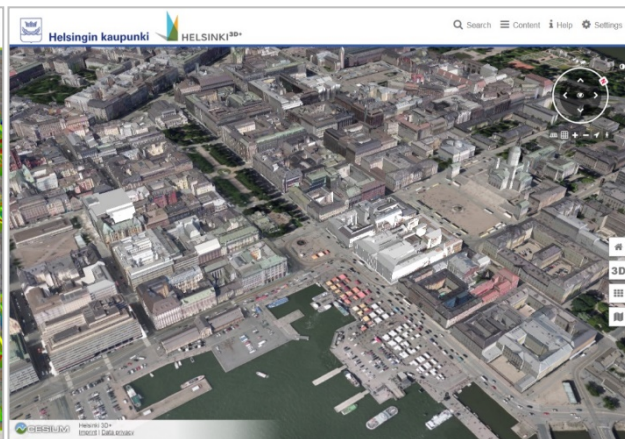 Helsingin kaupunki HELSINKI3D+ Search Content Help Settings
3D
CESIUM Helsinki 3D+
Imprint | Data privacy